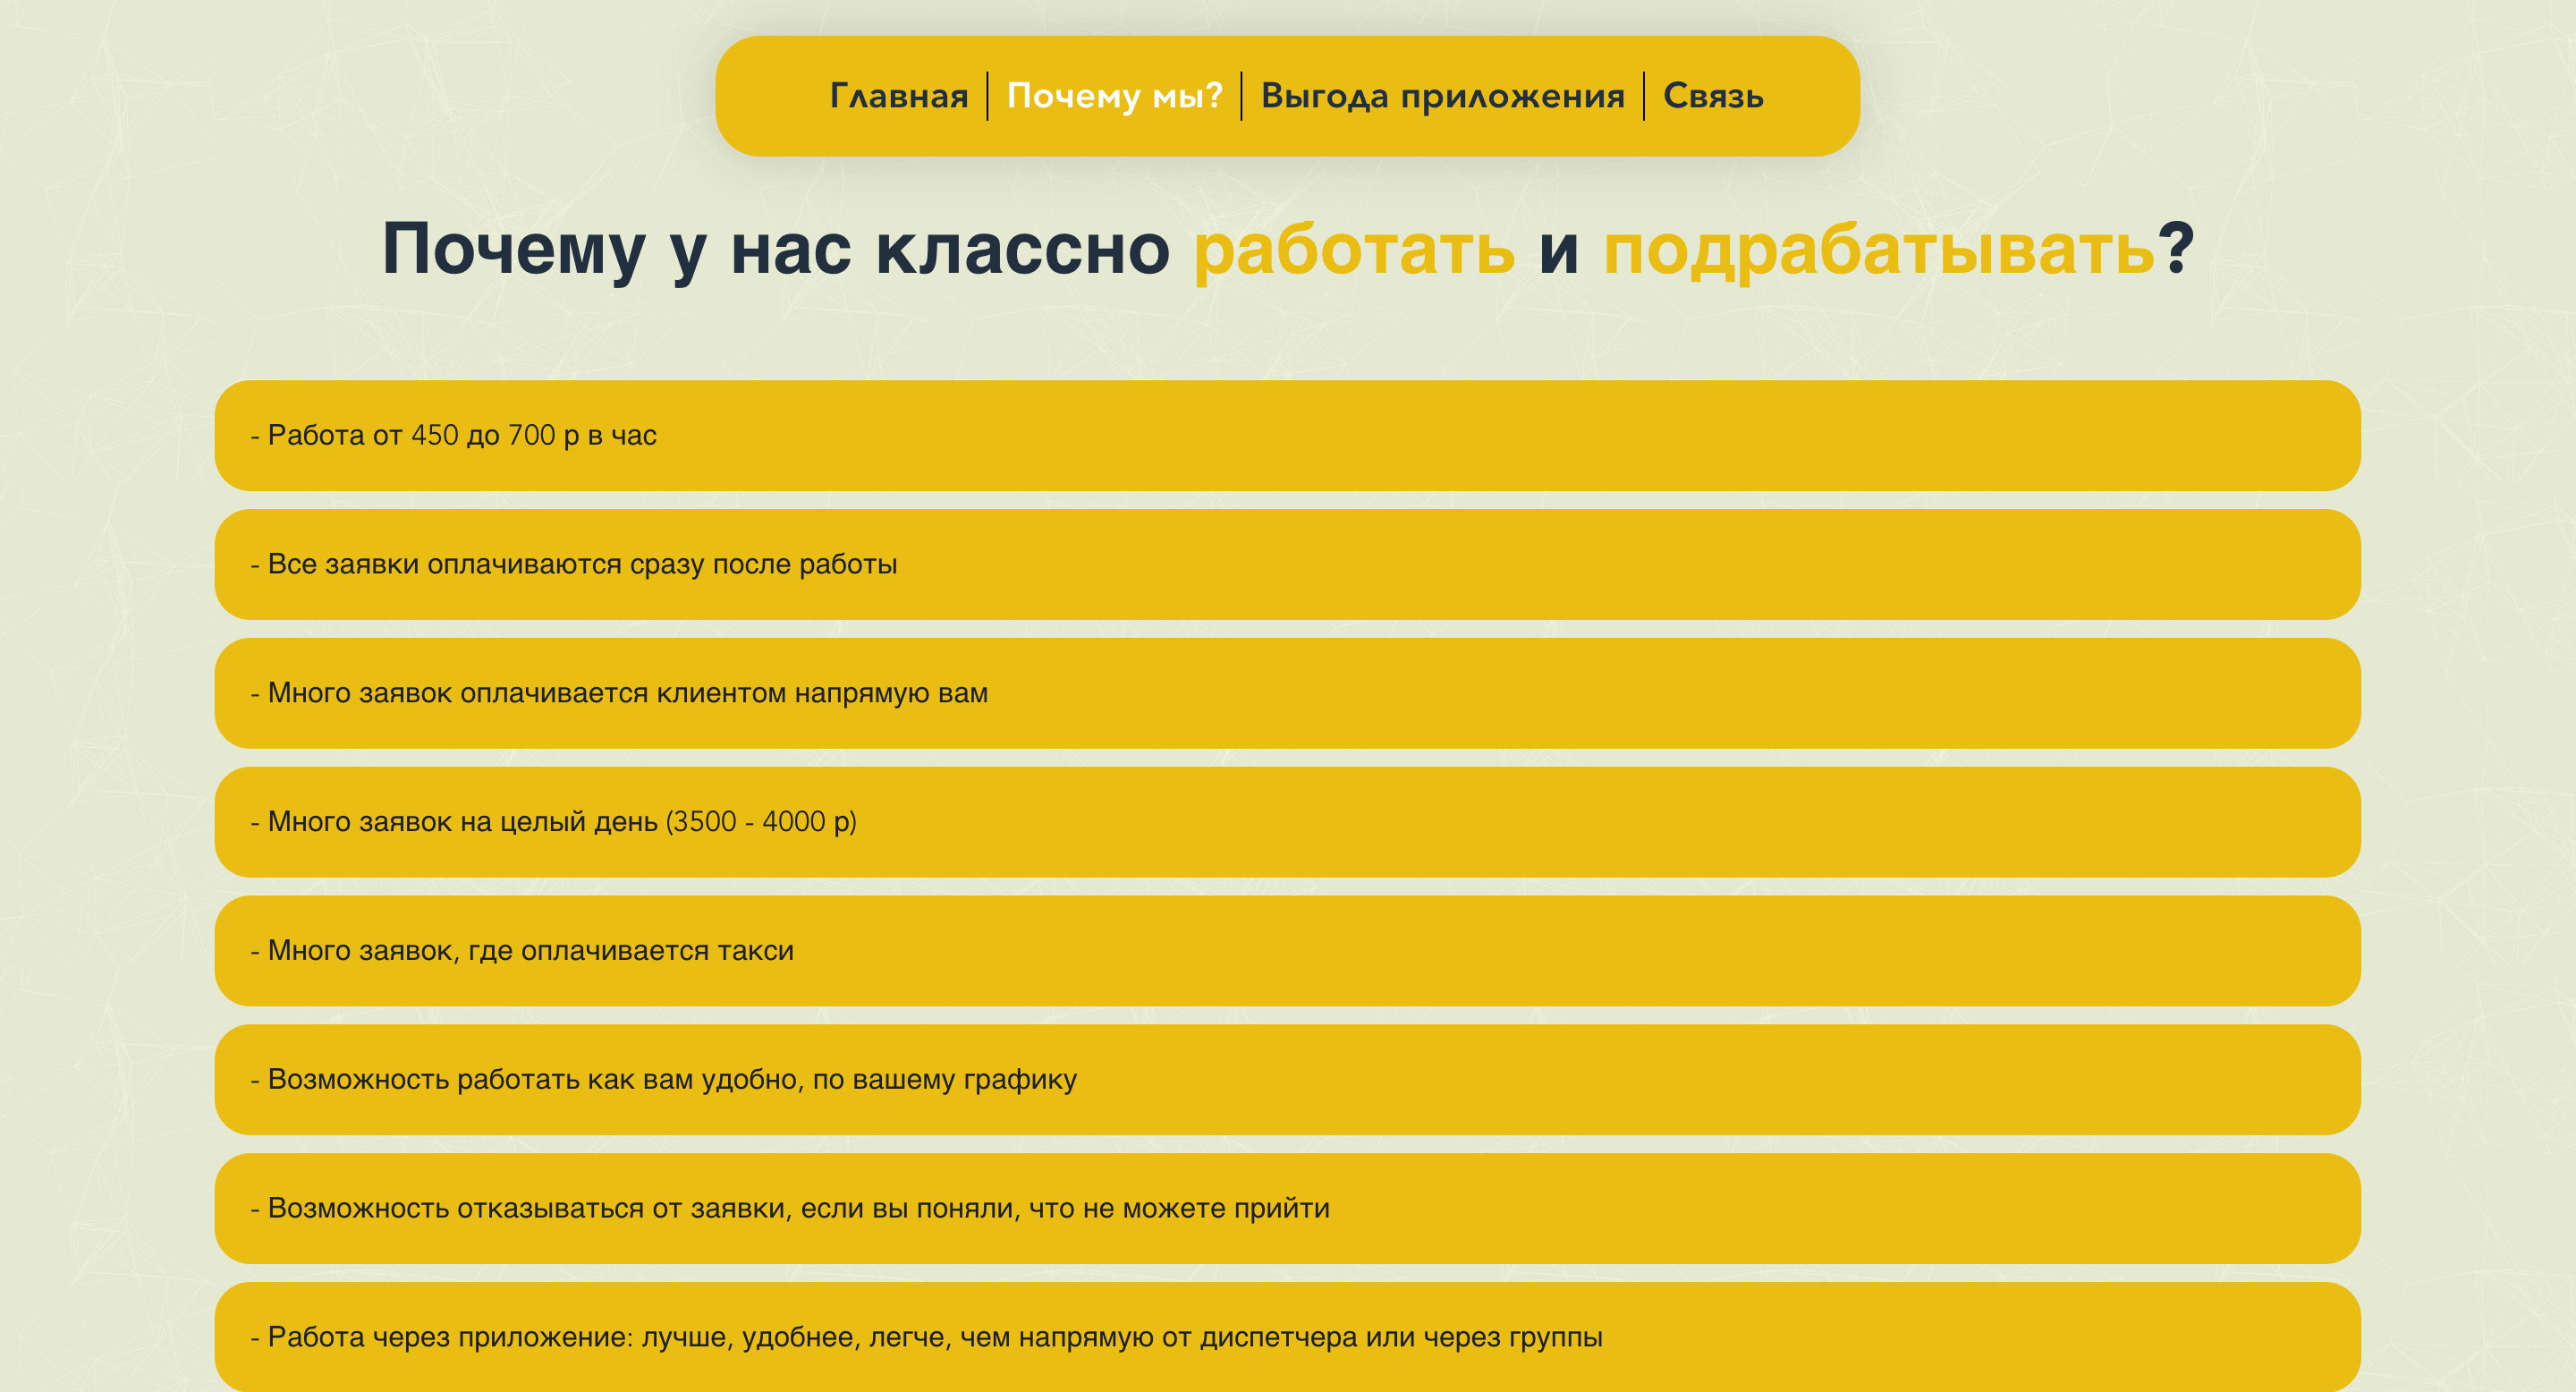 Главная Почему мы? Выгода приложения Связь
Почему у нас классно работать и подрабатывать?
- Работа от 450 до 700 р в час
- Все заявки оплачиваются сразу после работы
- Много заявок оплачивается клиентом напрямую вам
- Много заявок на целый день (3500 - 4000 р)
- Много заявок, где оплачивается такси
- Возможность работать как вам удобно, по вашему графику
- Возможность отказываться от заявки, если вы поняли, что не можете прийти
- Работа через приложение: лучше, удобнее, легче, чем напрямую от диспетчера или через группы